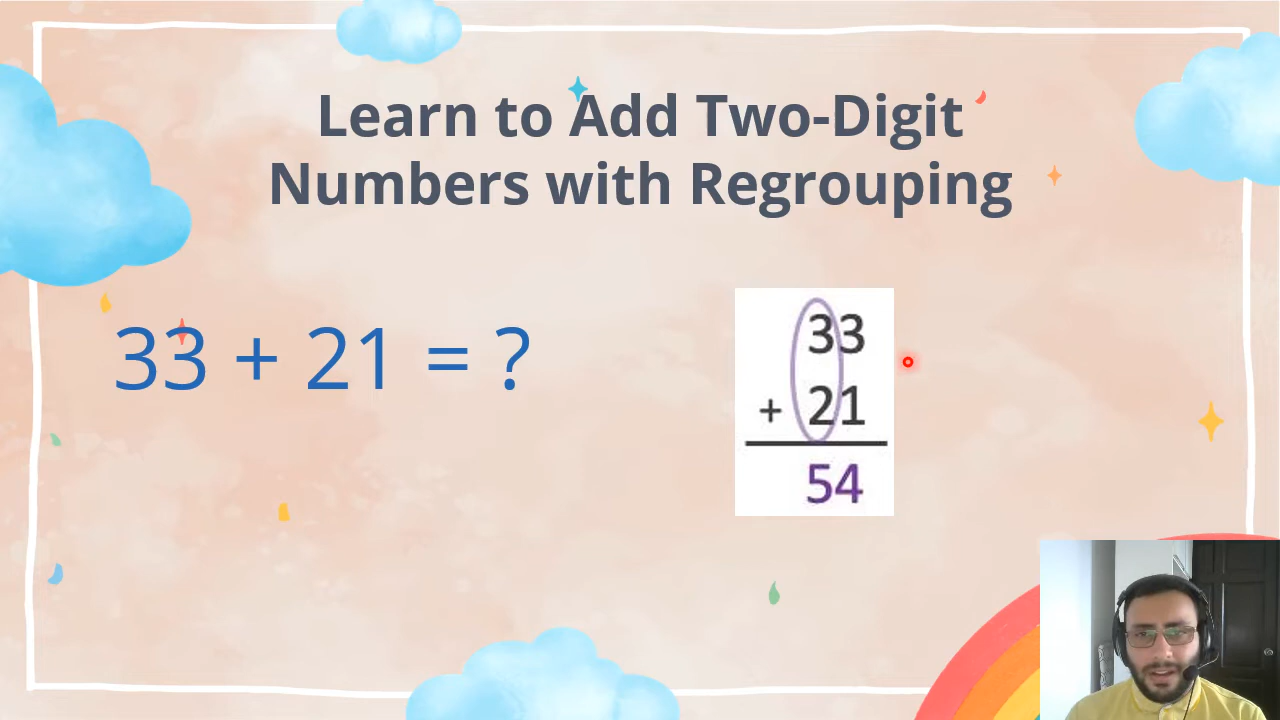 Learn to Add Two-Digit
Numbers with Regrouping
33 + 21 = ?
33
+ 21
54